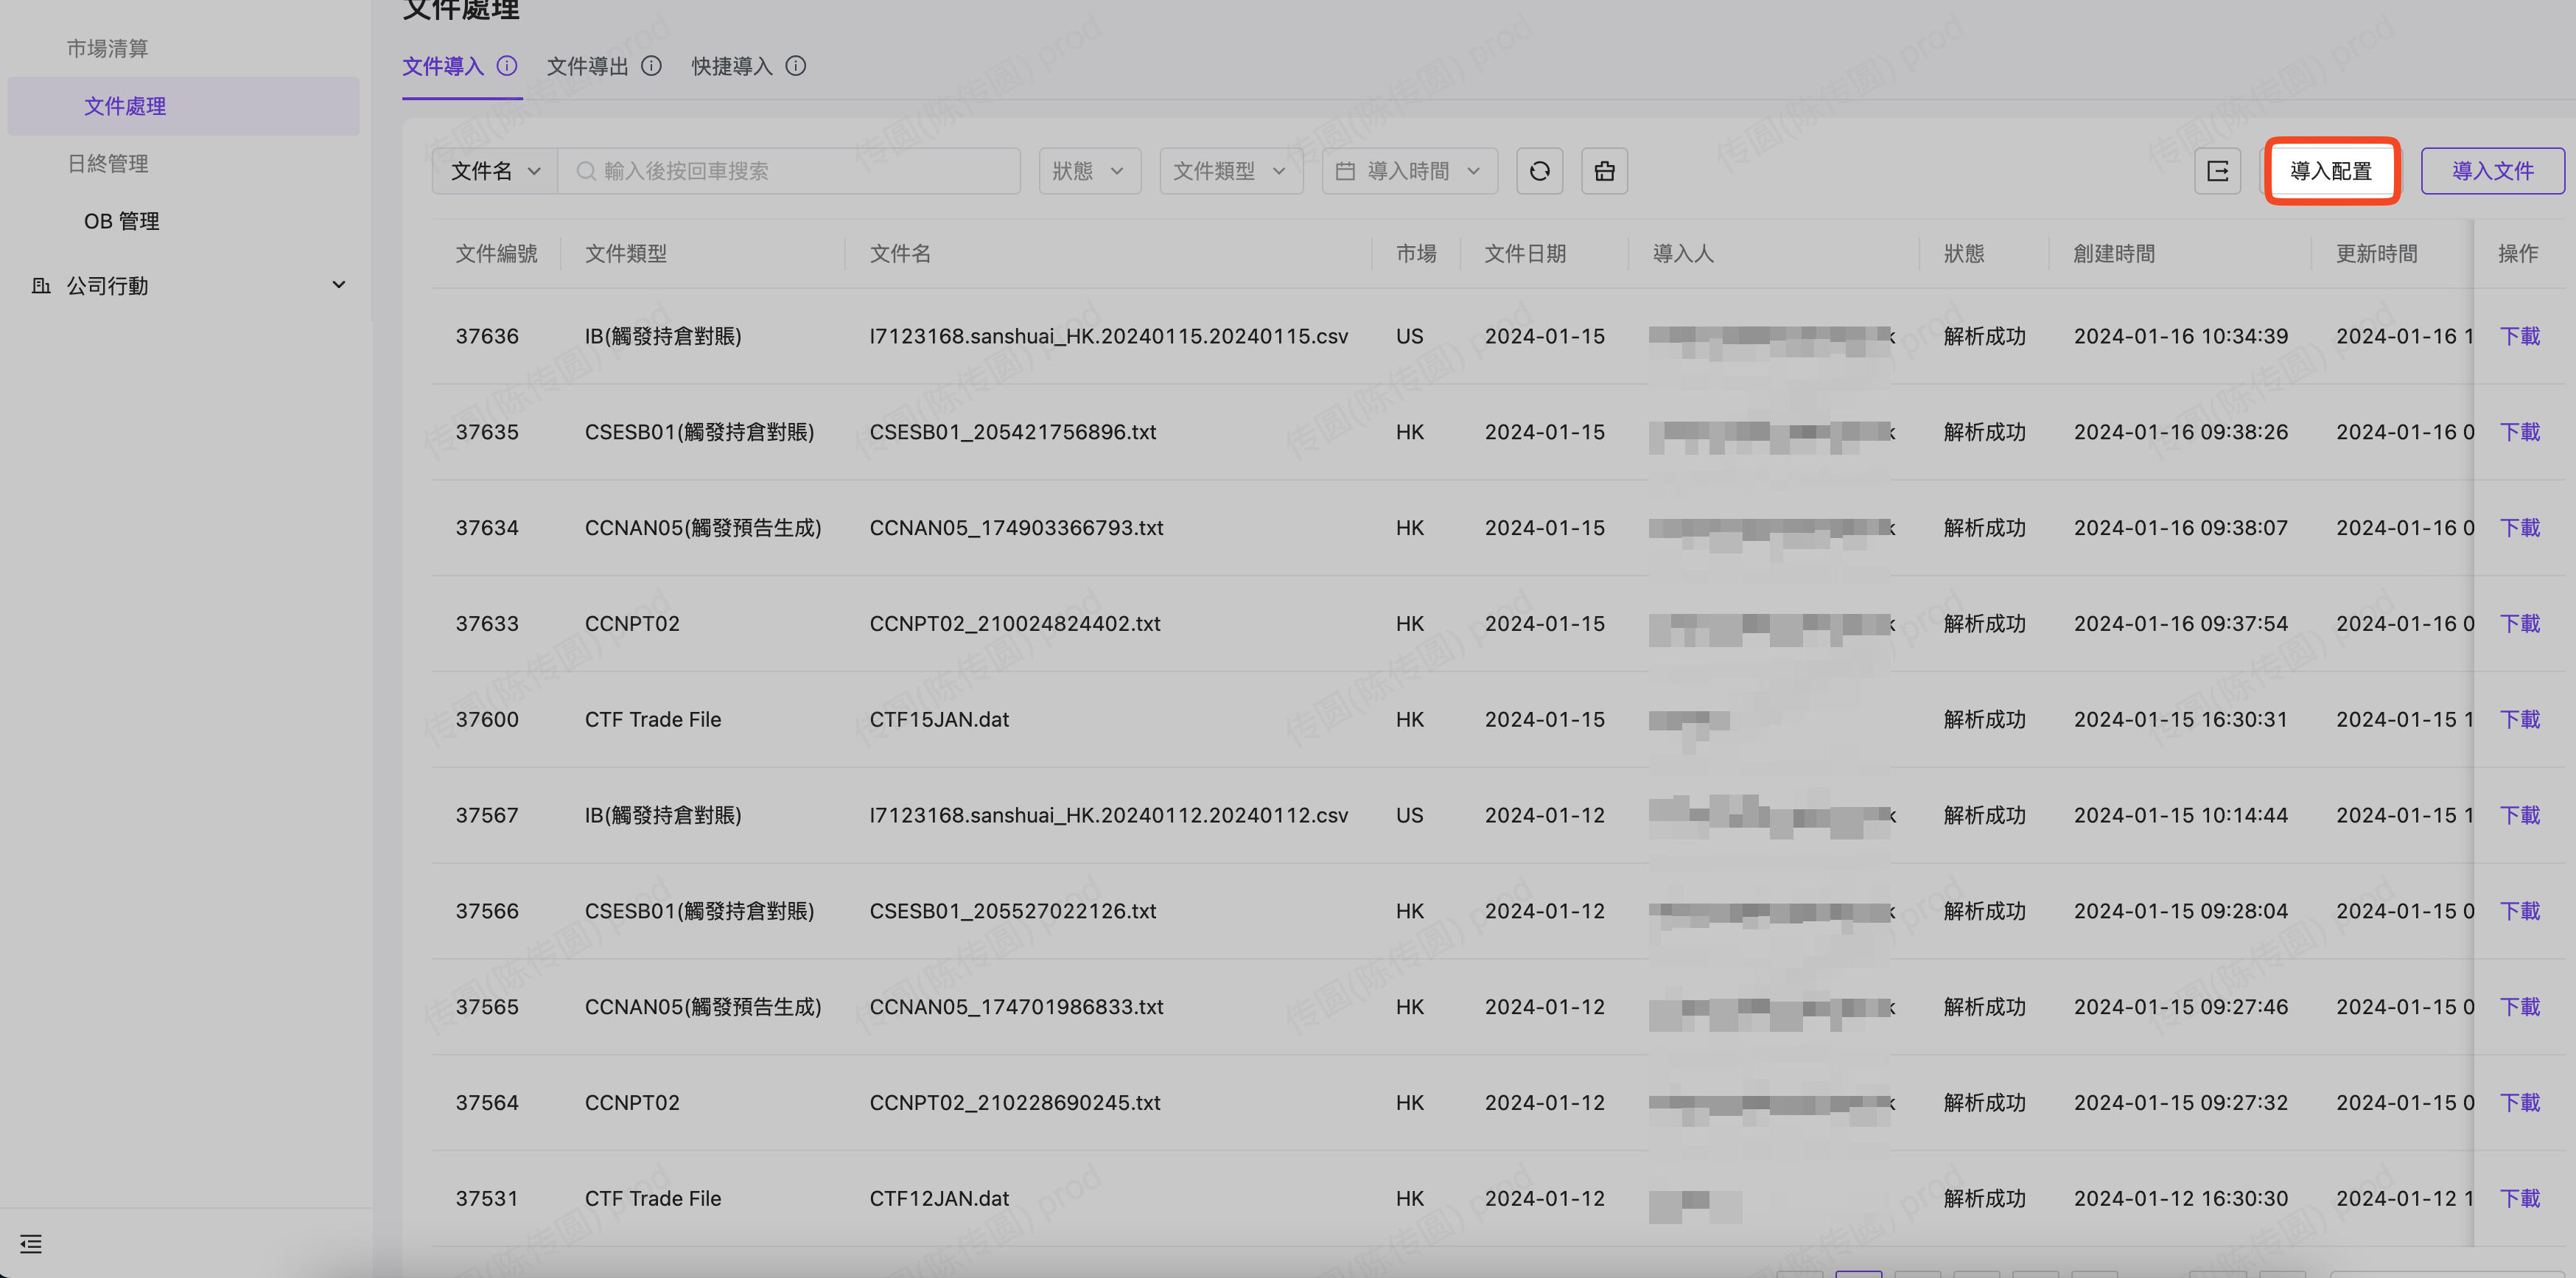 文件處理
市場清算
文件處理
日終管理
OB 管理
公司行動
文件導入 文件導出 快捷導入
文件名 輸入後按回車搜索 狀態 文件類型 導入時間 導入配置 導入文件
文件編號 文件類型 文件名 市場 文件日期 導入人 狀態 創建時間 更新時間 操作
37636 IB(觸發持倉對賬) I7123168.sanshuai_HK.20240115.20240115.csv US 2024-01-15 k 解析成功 2024-01-16 10:34:39 2024-01-16 1 下載
37635 CSESB01(觸發持倉對賬) CSESB01_205421756896.txt HK 2024-01-15 k 解析成功 2024-01-16 09:38:26 2024-01-16 0 下載
37634 CCNAN05(觸發預告生成) CCNAN05_174903366793.txt HK 2024-01-15 k 解析成功 2024-01-16 09:38:07 2024-01-16 0 下載
37633 CCNPT02 CCNPT02_210024824402.txt HK 2024-01-15 k 解析成功 2024-01-16 09:37:54 2024-01-16 0 下載
37600 CTF Trade File CTF15JAN.dat HK 2024-01-15 解析成功 2024-01-15 16:30:31 2024-01-15 1 下載
37567 IB(觸發持倉對賬) I7123168.sanshuai_HK.20240112.20240112.csv US 2024-01-12 k 解析成功 2024-01-15 10:14:44 2024-01-15 1 下載
37566 CSESB01(觸發持倉對賬) CSESB01_205527022126.txt HK 2024-01-12 k 解析成功 2024-01-15 09:28:04 2024-01-15 0 下載
37565 CCNAN05(觸發預告生成) CCNAN05_174701986833.txt HK 2024-01-12 k 解析成功 2024-01-15 09:27:46 2024-01-15 0 下載
37564 CCNPT02 CCNPT02_210228690245.txt HK 2024-01-12 k 解析成功 2024-01-15 09:27:32 2024-01-15 0 下載
37531 CTF Trade File CTF12JAN.dat HK 2024-01-12 解析成功 2024-01-12 16:30:30 2024-01-12 1 下載
传圆(陈传圆) prod